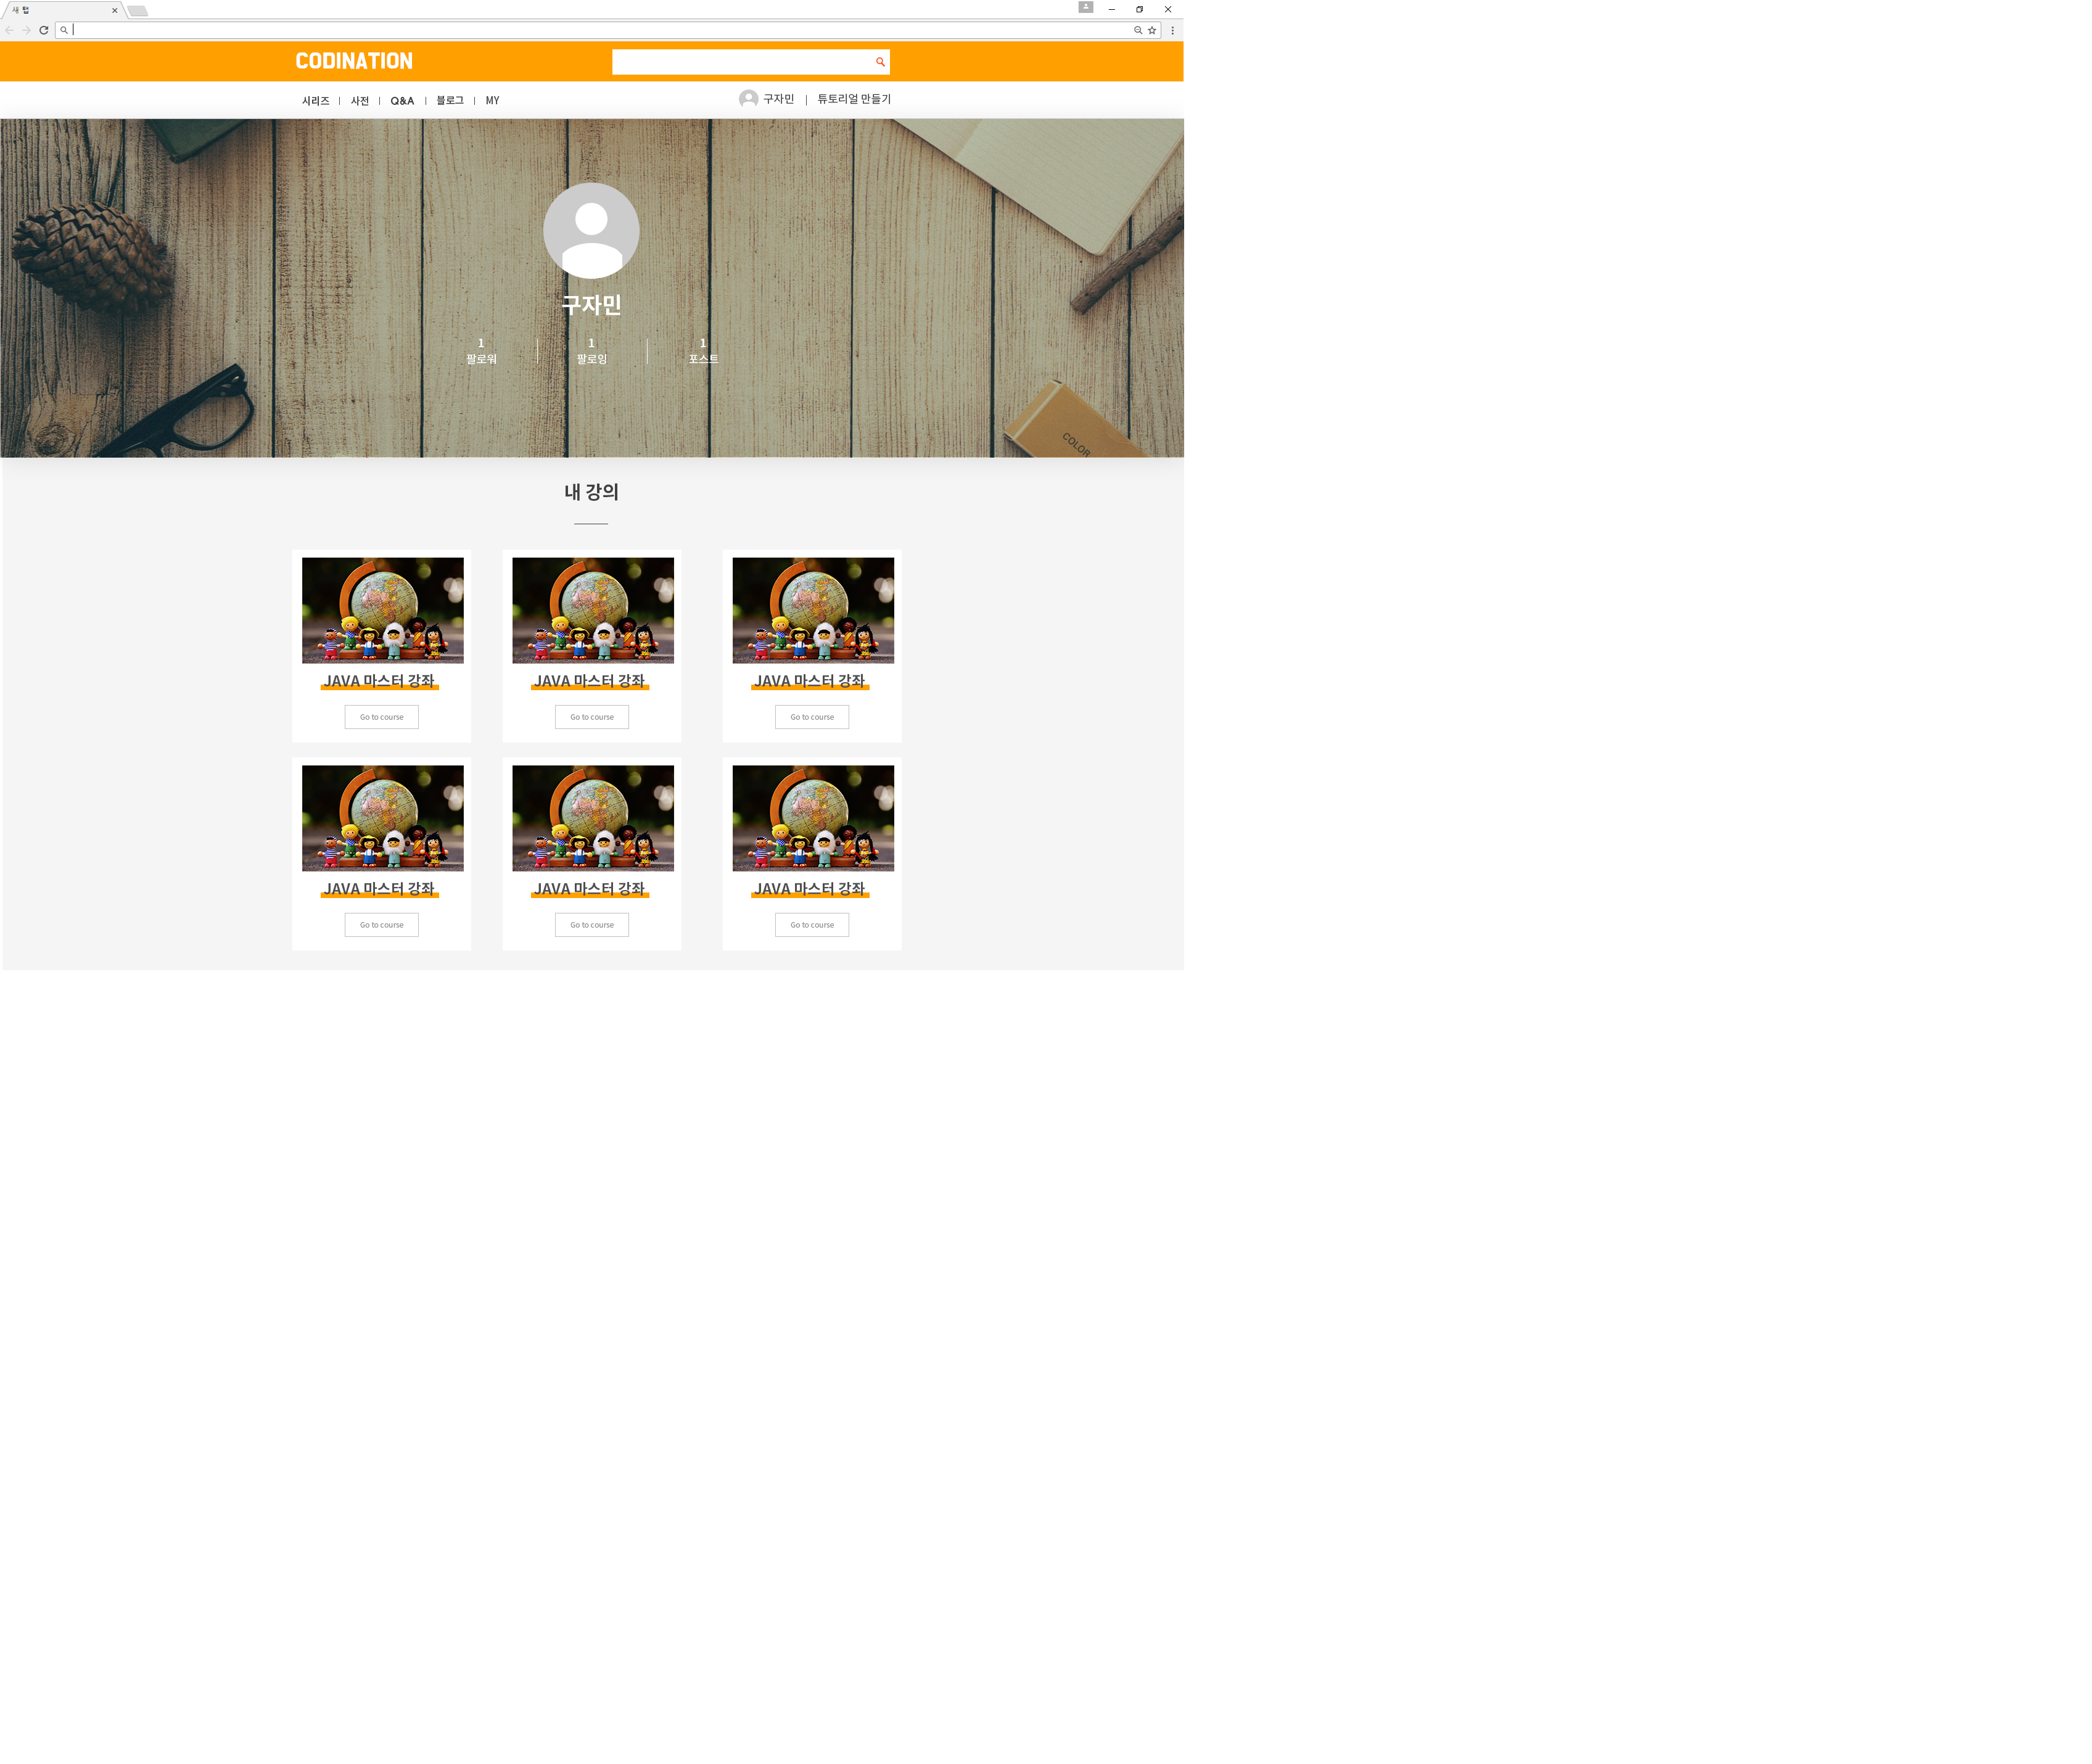 새 탭
CODINATION
시리즈 | 사전 | Q&A | 블로그 | MY
구자민 | 튜토리얼 만들기
구자민
1 1 1
팔로워 팔로잉 포스트
COLOR
내 강의
JAVA 마스터 강좌 JAVA 마스터 강좌 JAVA 마스터 강좌
Go to course Go to course Go to course
JAVA 마스터 강좌 JAVA 마스터 강좌 JAVA 마스터 강좌
Go to course Go to course Go to course